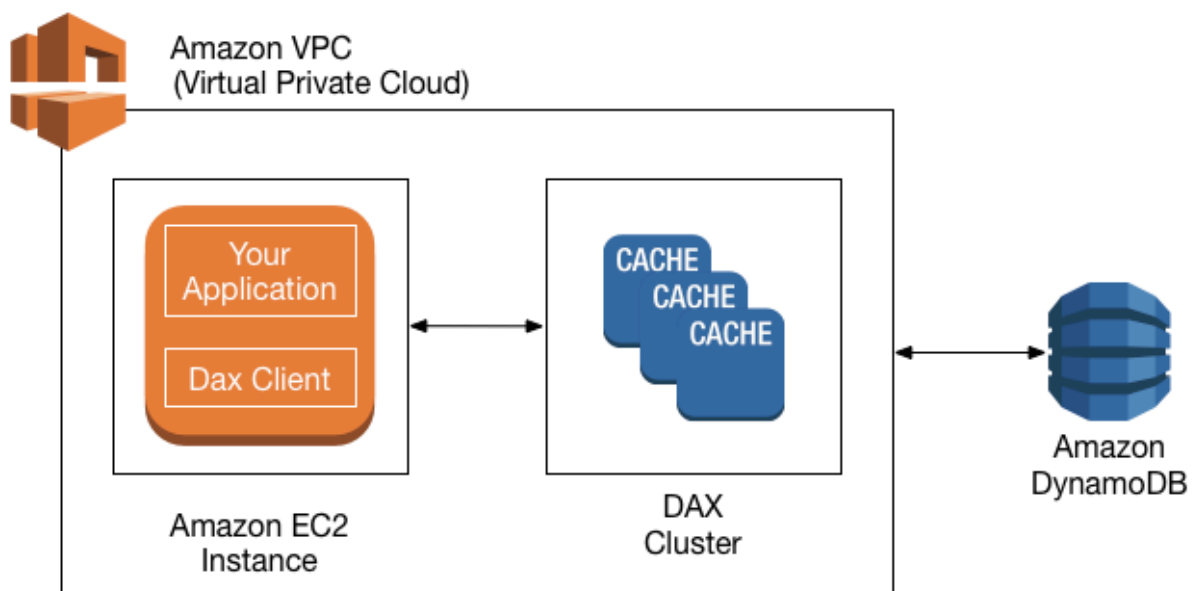 Amazon VPC
(Virtual Private Cloud)
Your
Application
Dax Client
CACHE
CACHE
CACHE
Amazon EC2
Instance
DAX
Cluster
Amazon
DynamoDB